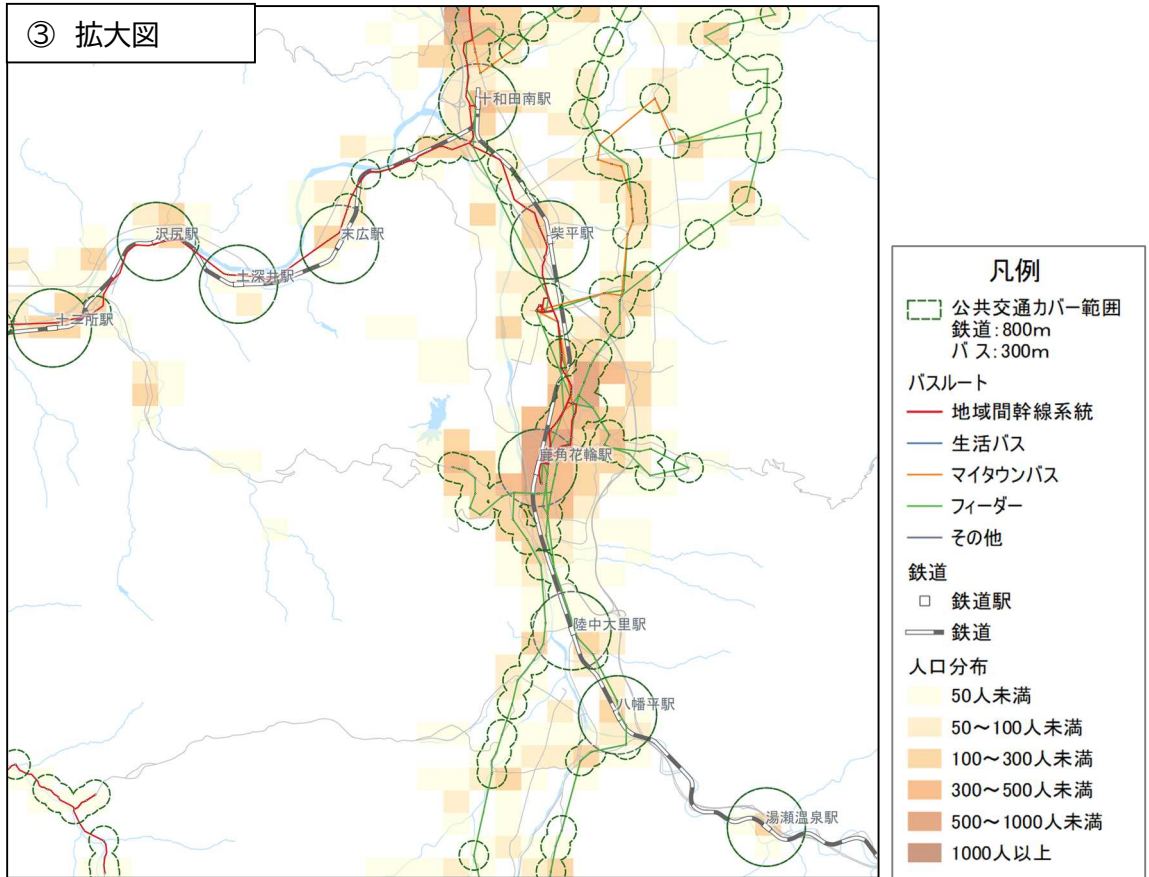 ③ 拡大図
十和田南駅
柴平駅
沢尻駅
末広駅
土深井駅
十二所駅
鹿角花輪駅
陸中大里駅
八幡平駅
湯瀬温泉駅
凡例
公共交通カバー範囲
鉄道:800m
バス:300m
バスルート
地域間幹線系統
生活バス
マイタウンバス
フィーダー
その他
鉄道
鉄道駅
鉄道
人口分布
50人未満
50~100人未満
100~300人未満
300~500人未満
500~1000人未満
1000人以上